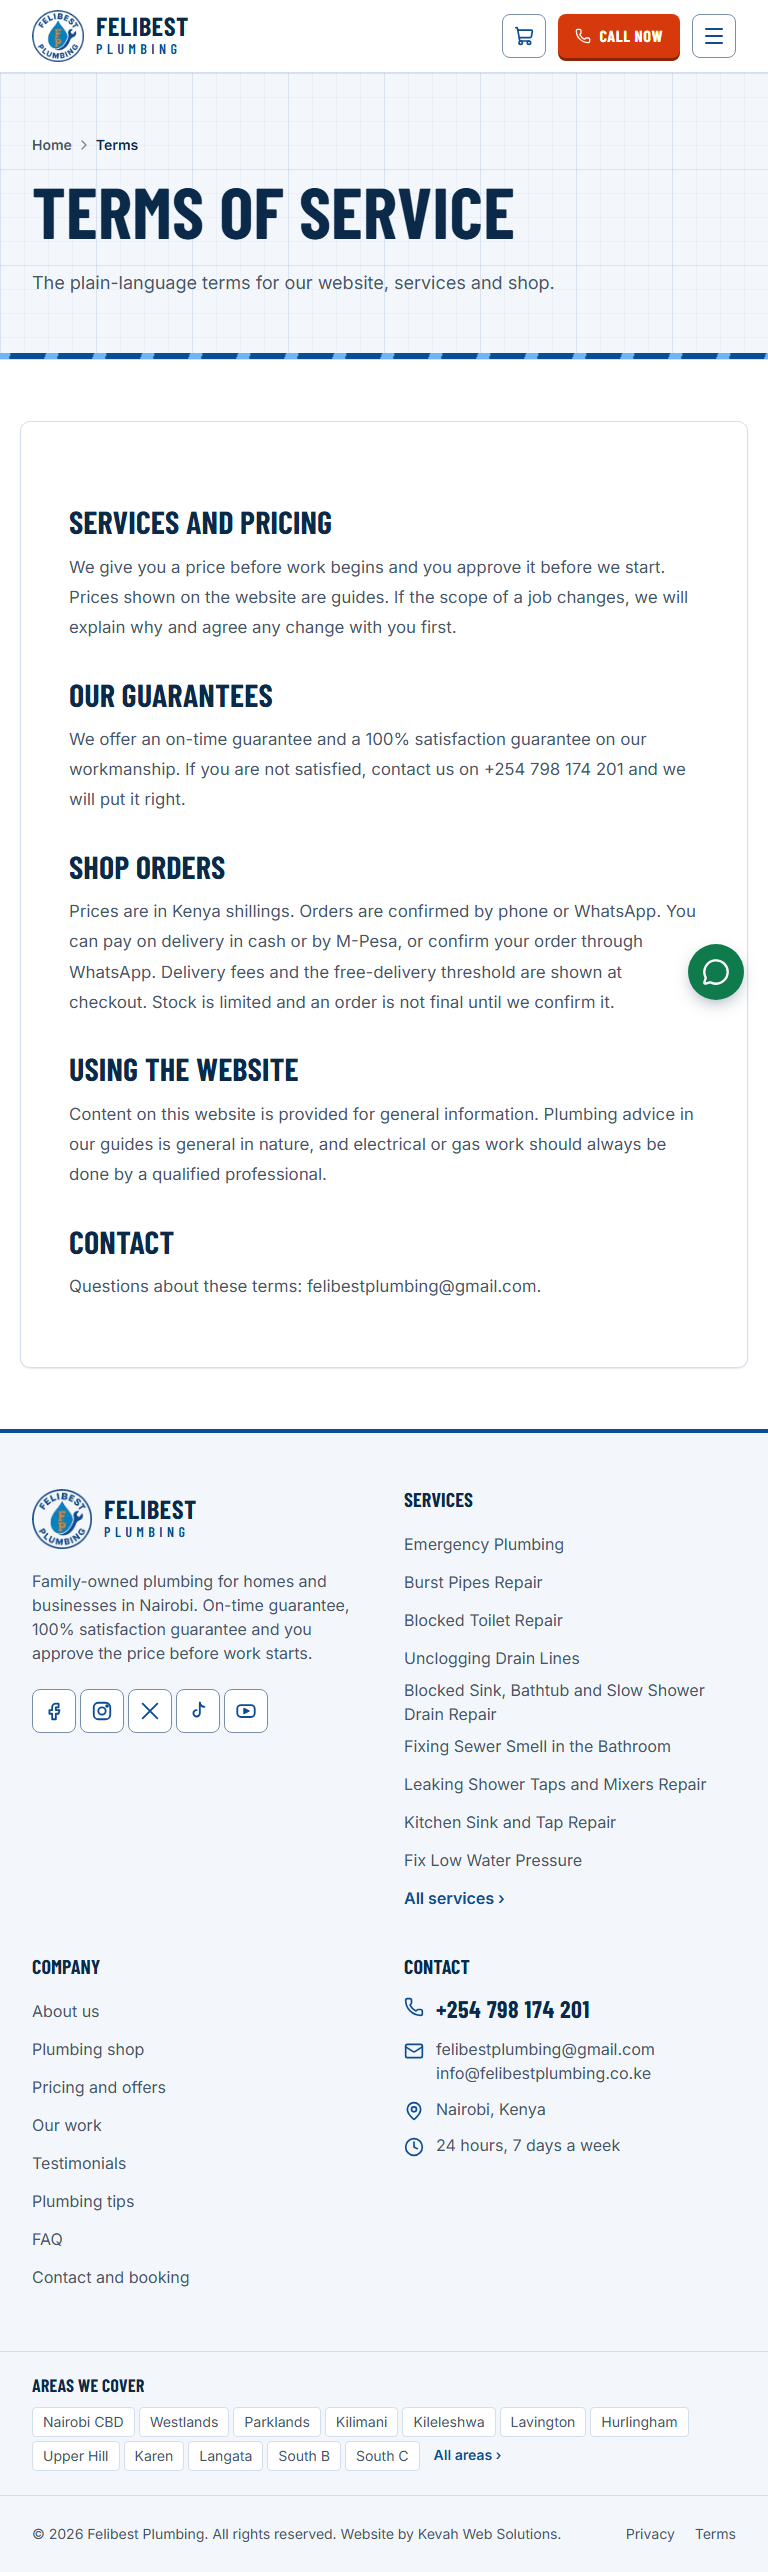 FELIBEST
PLUMBING
FELIBEST
PLUMBING
CALL NOW
Home > Terms
TERMS OF SERVICE
The plain-language terms for our website, services and shop.
SERVICES AND PRICING
We give you a price before work begins and you approve it before we start.
Prices shown on the website are guides. If the scope of a job changes, we will
explain why and agree any change with you first.
OUR GUARANTEES
We offer an on-time guarantee and a 100% satisfaction guarantee on our
workmanship. If you are not satisfied, contact us on +254 798 174 201 and we
will put it right.
SHOP ORDERS
Prices are in Kenya shillings. Orders are confirmed by phone or WhatsApp. You
can pay on delivery in cash or by M-Pesa, or confirm your order through
WhatsApp. Delivery fees and the free-delivery threshold are shown at
checkout. Stock is limited and an order is not final until we confirm it.
USING THE WEBSITE
Content on this website is provided for general information. Plumbing advice in
our guides is general in nature, and electrical or gas work should always be
done by a qualified professional.
CONTACT
Questions about these terms: felibestplumbing@gmail.com.
FELIBEST
PLUMBING
FELIBEST
PLUMBING
Family-owned plumbing for homes and
businesses in Nairobi. On-time guarantee,
100% satisfaction guarantee and you
approve the price before work starts.
SERVICES
Emergency Plumbing
Burst Pipes Repair
Blocked Toilet Repair
Unclogging Drain Lines
Blocked Sink, Bathtub and Slow Shower
Drain Repair
Fixing Sewer Smell in the Bathroom
Leaking Shower Taps and Mixers Repair
Kitchen Sink and Tap Repair
Fix Low Water Pressure
All services ›
COMPANY
About us
Plumbing shop
Pricing and offers
Our work
Testimonials
Plumbing tips
FAQ
Contact and booking
CONTACT
+254 798 174 201
felibestplumbing@gmail.com
info@felibestplumbing.co.ke
Nairobi, Kenya
24 hours, 7 days a week
AREAS WE COVER
Nairobi CBD Westlands Parklands Kilimani Kileleshwa Lavington Hurlingham
Upper Hill Karen Langata South B South C All areas ›
© 2026 Felibest Plumbing. All rights reserved. Website by Kevah Web Solutions. Privacy Terms